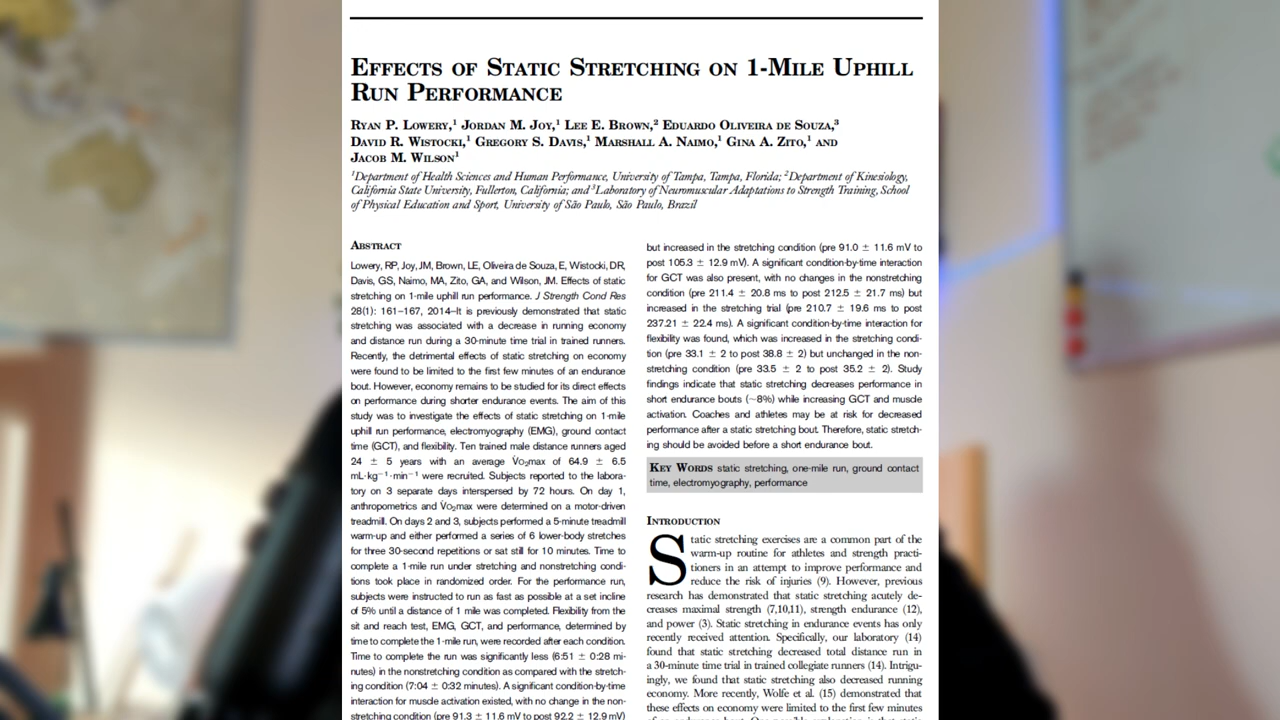 EFFECTS OF STATIC STRETCHING ON 1-MILE UPHILL
RUN PERFORMANCE
RYAN P. LOWERY,¹ JORDAN M. JOY,¹ LEE E. BROWN,² EDUARDO OLIVEIRA DE SOUZA,³
DAVID R. WISTOCKI,¹ GREGORY S. DAVIS,¹ MARSHALL A. NAIMO,¹ GINA A. ZITO,¹ AND
JACOB M. WILSON¹
¹Department of Health Sciences and Human Performance, University of Tampa, Tampa, Florida; ²Department of Kinesiology,
California State University, Fullerton, California; and ³Laboratory of Neuromuscular Adaptations to Strength Training, School
of Physical Education and Sport, University of São Paulo, São Paulo, Brazil
ABSTRACT
Lowery, RP, Joy, JM, Brown, LE, Oliveira de Souza, E, Wistocki, DR,
Davis, GS, Naimo, MA, Zito, GA, and Wilson, JM. Effects of static
stretching on 1-mile uphill run performance. J Strength Cond Res
28(1): 161–167, 2014—It is previously demonstrated that static
stretching was associated with a decrease in running economy
and distance run during a 30-minute time trial in trained runners.
Recently, the detrimental effects of static stretching on economy
were found to be limited to the first few minutes of an endurance
bout. However, economy remains to be studied for its direct effects
on performance during shorter endurance events. The aim of this
study was to investigate the effects of static stretching on 1-mile
uphill run performance, electromyography (EMG), ground contact
time (GCT), and flexibility. Ten trained male distance runners aged
24 ± 5 years with an average V̇O₂max of 64.9 ± 6.5
mL·kg⁻¹·min⁻¹ were recruited. Subjects reported to the labora-
tory on 3 separate days interspersed by 72 hours. On day 1,
anthropometrics and V̇O₂max were determined on a motor-driven
treadmill. On days 2 and 3, subjects performed a 5-minute treadmill
warm-up and either performed a series of 6 lower-body stretches
for three 30-second repetitions or sat still for 10 minutes. Time to
complete a 1-mile run under stretching and nonstretching condi-
tions took place in randomized order. For the performance run,
subjects were instructed to run as fast as possible at a set incline
of 5% until a distance of 1 mile was completed. Flexibility from the
sit and reach test, EMG, GCT, and performance, determined by
time to complete the 1-mile run, were recorded after each condition.
Time to complete the run was significantly less (6:51 ± 0:28 mi-
nutes) in the nonstretching condition as compared with the stretch-
ing condition (7:04 ± 0:32 minutes). A significant condition-by-time
interaction for muscle activation existed, with no change in the non-
stretching condition (pre 91.3 ± 11.6 mV to post 92.2 ± 12.9 mV)
but increased in the stretching condition (pre 91.0 ± 11.6 mV to
post 105.3 ± 12.9 mV). A significant condition-by-time interaction
for GCT was also present, with no changes in the nonstretching
condition (pre 211.4 ± 20.8 ms to post 212.5 ± 21.7 ms) but
increased in the stretching trial (pre 210.7 ± 19.6 ms to post
237.21 ± 22.4 ms). A significant condition-by-time interaction for
flexibility was found, which was increased in the stretching condi-
tion (pre 33.1 ± 2 to post 38.8 ± 2) but unchanged in the non-
stretching condition (pre 33.5 ± 2 to post 35.2 ± 2). Study
findings indicate that static stretching decreases performance in
short endurance bouts (~8%) while increasing GCT and muscle
activation. Coaches and athletes may be at risk for decreased
performance after a static stretching bout. Therefore, static stretch-
ing should be avoided before a short endurance bout.
KEY WORDS static stretching, one-mile run, ground contact
time, electromyography, performance
INTRODUCTION
Static stretching exercises are a common part of the
warm-up routine for athletes and strength practi-
tioners in an attempt to improve performance and
reduce the risk of injuries (9). However, previous
research has demonstrated that static stretching acutely de-
creases maximal strength (7,10,11), strength endurance (12),
and power (3). Static stretching in endurance events has only
recently received attention. Specifically, our laboratory (14)
found that static stretching decreased total distance run in
a 30-minute time trial in trained collegiate runners (14). Intrigu-
ingly, we found that static stretching also decreased running
economy. More recently, Wolfe et al. (15) demonstrated that
these effects on economy were limited to the first few minutes